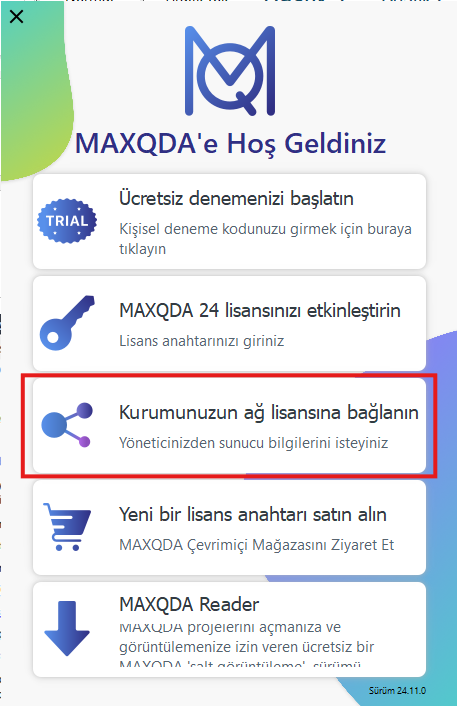 MAXQDA'e Hoş Geldiniz
TRIAL
Ücretsiz denemenizi başlatın
Kişisel deneme kodunuzu girmek için buraya
tıklayın
MAXQDA 24 lisansınızı etkinleştirin
Lisans anahtarınızı giriniz
Kurumunuzun ağ lisansına bağlanın
Yöneticinizden sunucu bilgilerini isteyiniz
Yeni bir lisans anahtarı satın alın
MAXQDA Çevrimiçi Mağazasını Ziyaret Et
MAXQDA Reader
MAXQDA projelerini açmanıza ve
görüntülemenize izin veren ücretsiz bir
MAXQDA 'salt görüntüleme' sürümü
Sürüm 24.11.0